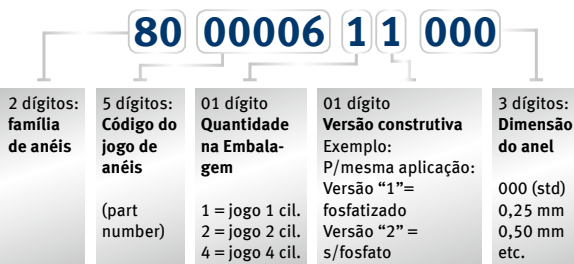 80 00006 1 1 000
2 dígitos:
família
de anéis
5 dígitos:
Código do
jogo de
anéis
(part
number)
01 dígito
Quantidade
na Embala-
gem
1 = jogo 1 cil.
2 = jogo 2 cil.
4 = jogo 4 cil.
01 dígito
Versão construtiva
Exemplo:
P/mesma aplicação:
Versão “1”=
fosfatizado
Versão “2” =
s/fosfato
3 dígitos:
Dimensão
do anel
000 (std)
0,25 mm
0,50 mm
etc.